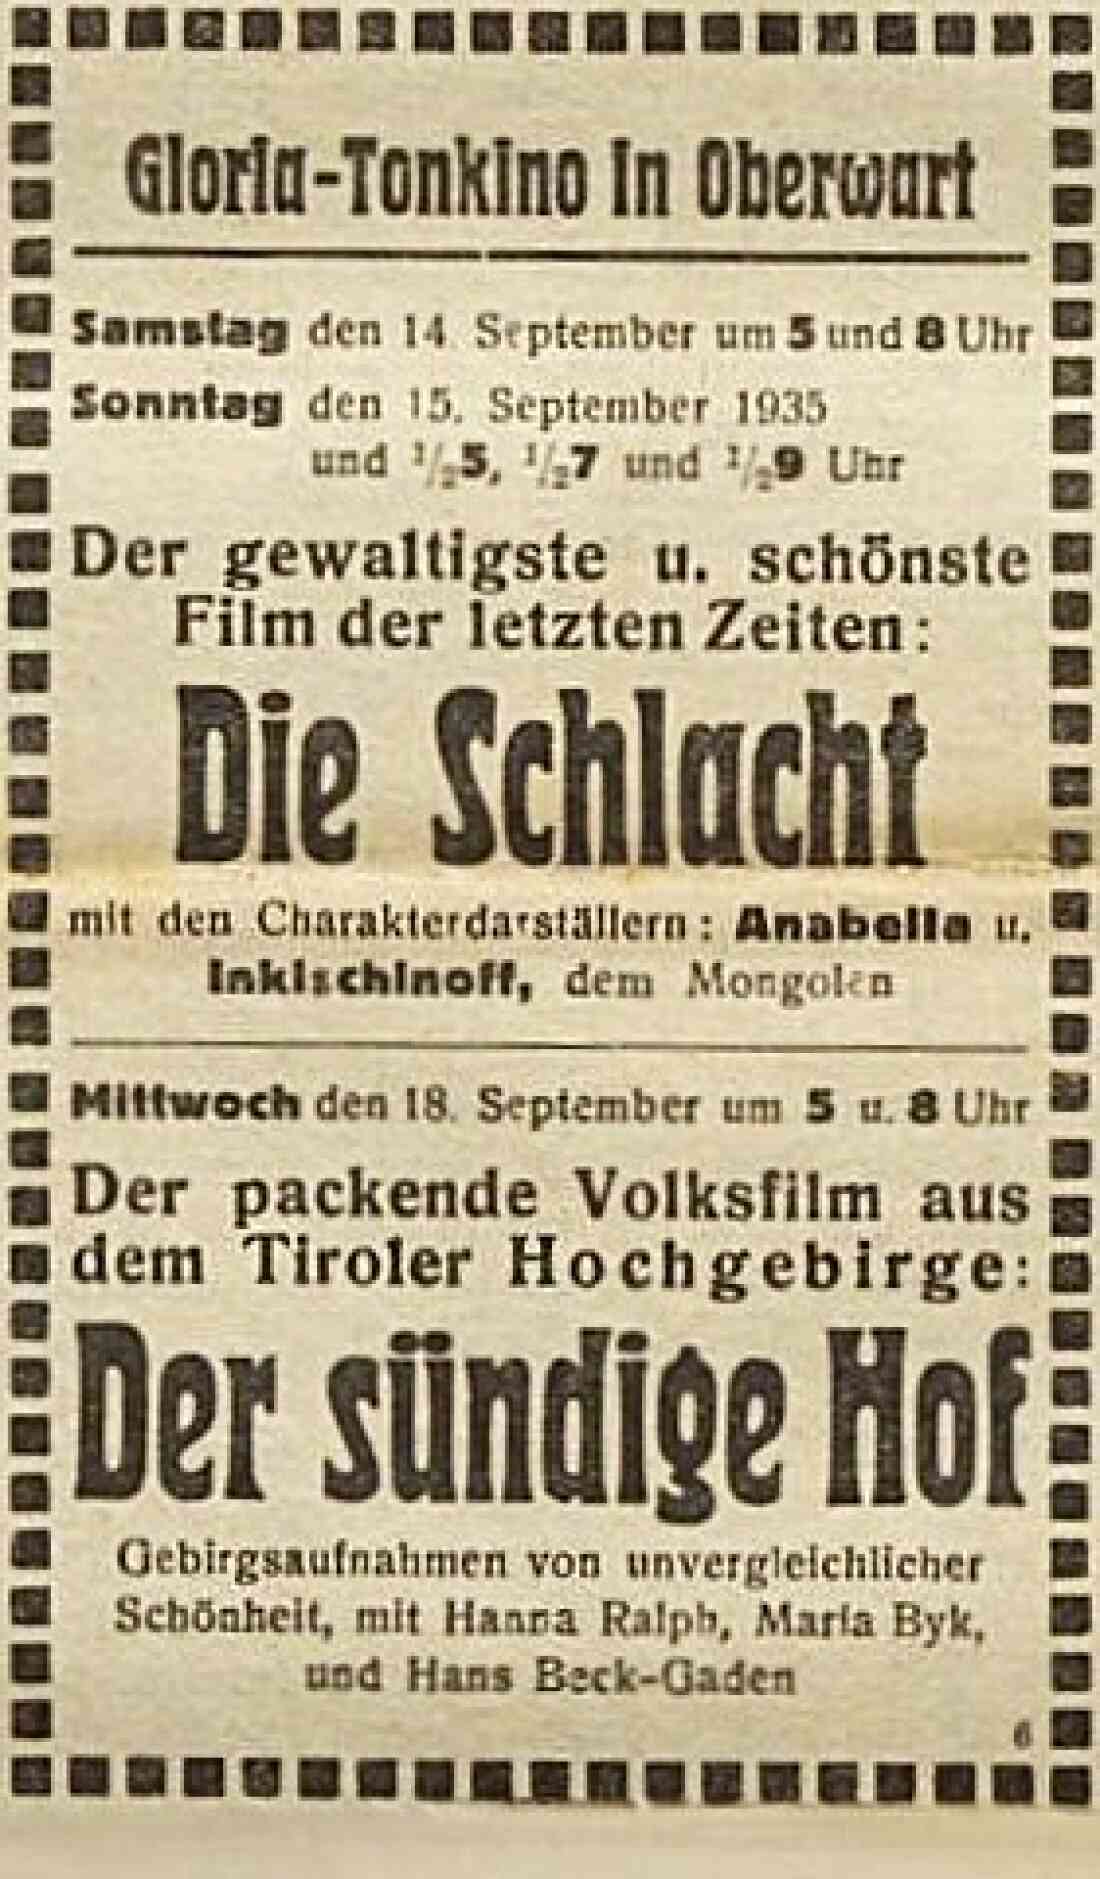 Gloria-Tonkino in Oberwart
Samstag den 14. September um 5 und 8 Uhr
Sonntag den 15. September 1935
und ½5, ½7 und ½9 Uhr
Der gewaltigste u. schönste
Film der letzten Zeiten:
Die Schlacht
mit den Charakterdarställern: Anabella u.
Inkischinoff, dem Mongolen
Mittwoch den 18. September um 5 u. 8 Uhr
Der packende Volksfilm aus
dem Tiroler Hochgebirge:
Der sündige Hof
Gebirgsaufnahmen von unvergleichlicher
Schönheit, mit Hanna Ralph, Maria Byk,
und Hans Beck-Gaden
6